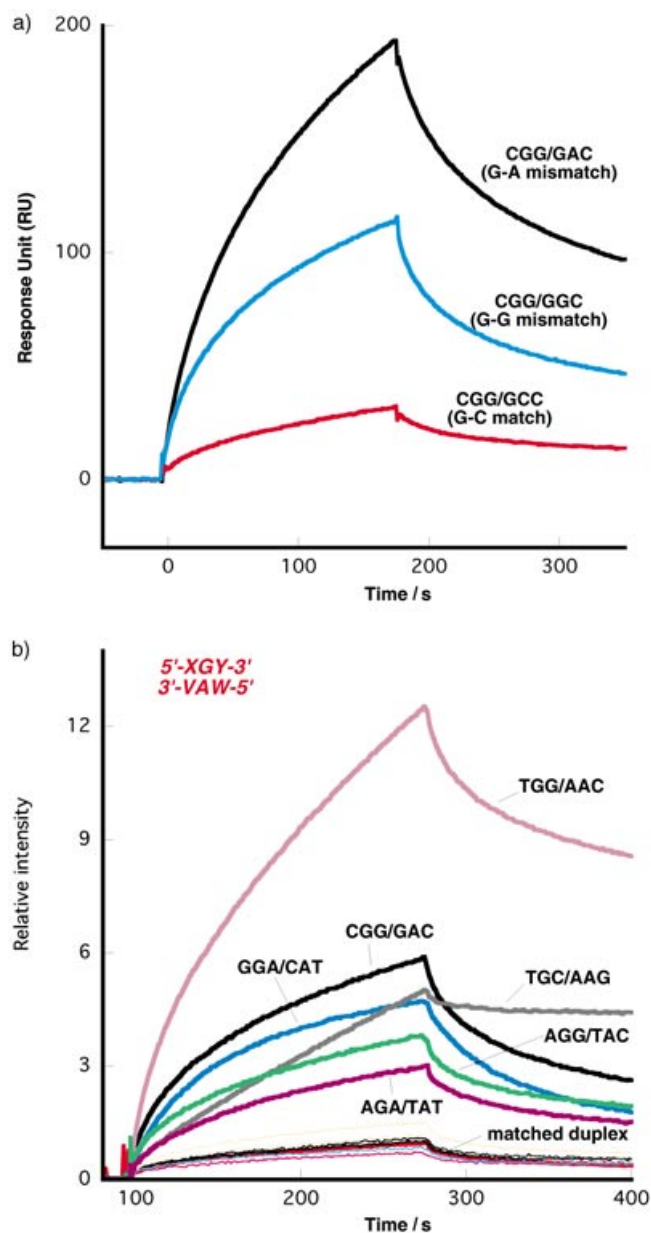 a)
200
100
0
Response Unit (RU)
CGG/GAC
(G-A mismatch)
CGG/GGC
(G-G mismatch)
CGG/GCC
(G-C match)
0
100
200
300
Time / s
b)
5'-XGY-3'
3'-VAW-5'
12
9
6
3
0
Relative intensity
TGG/AAC
CGG/GAC
GGA/CAT
TGC/AAG
AGG/TAC
AGA/TAT
matched duplex
100
200
300
400
Time / s